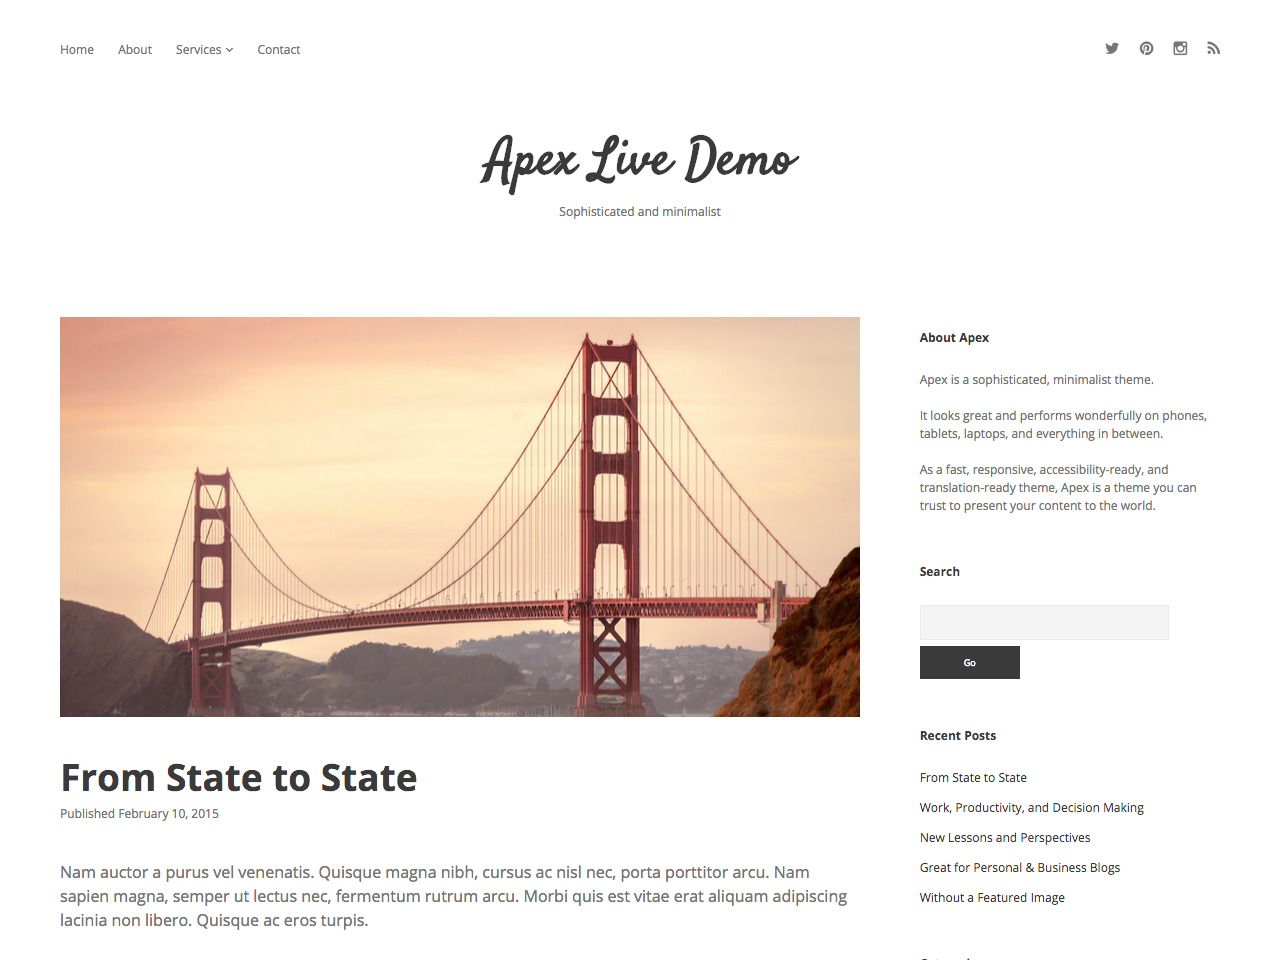 Home About Services Contact
Apex Live Demo
Sophisticated and minimalist
From State to State
Published February 10, 2015
Nam auctor a purus vel venenatis. Quisque magna nibh, cursus ac nisl nec, porta porttitor arcu. Nam
sapien magna, semper ut lectus nec, fermentum rutrum arcu. Morbi quis est vitae erat aliquam adipiscing
lacinia non libero. Quisque ac eros turpis.
About Apex
Apex is a sophisticated, minimalist theme.
It looks great and performs wonderfully on phones,
tablets, laptops, and everything in between.
As a fast, responsive, accessibility-ready, and
translation-ready theme, Apex is a theme you can
trust to present your content to the world.
Search
Go
Recent Posts
From State to State
Work, Productivity, and Decision Making
New Lessons and Perspectives
Great for Personal & Business Blogs
Without a Featured Image